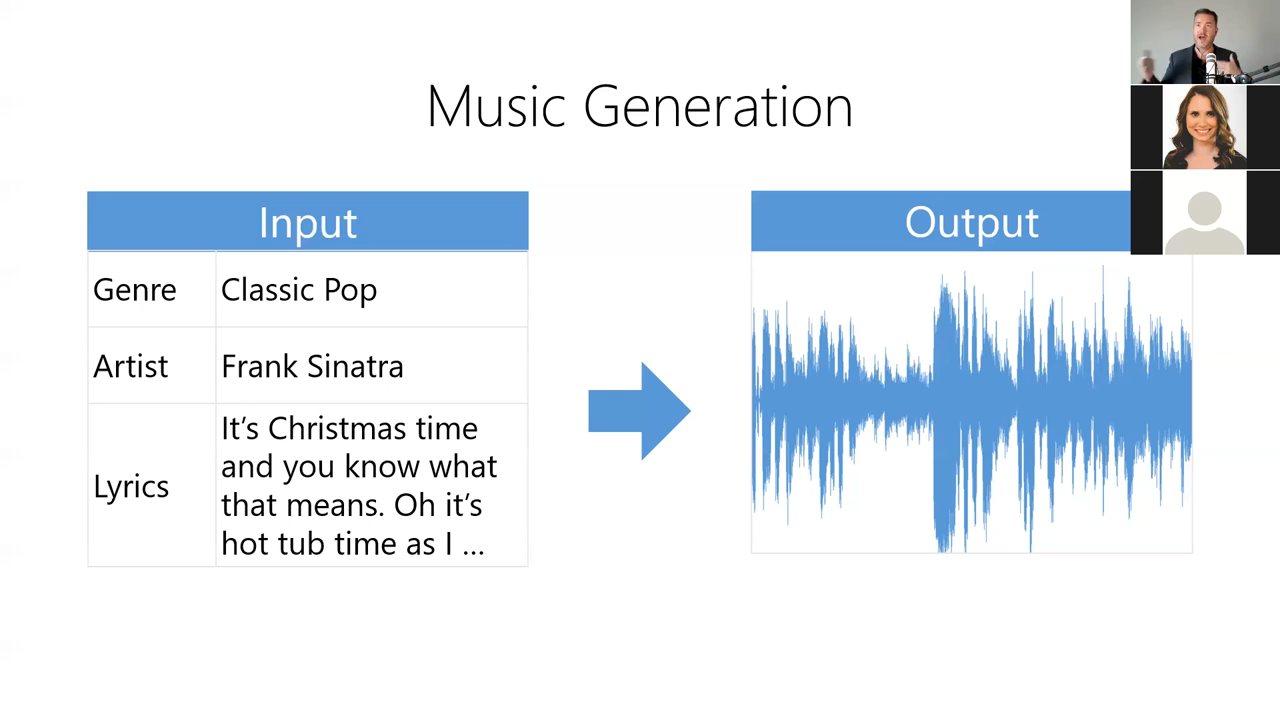 Music Generation
Input
Genre
Classic Pop
Artist
Frank Sinatra
Lyrics
It‘s Christmas time
and you know what
that means. Oh it‘s
hot tub time as I ...
Output